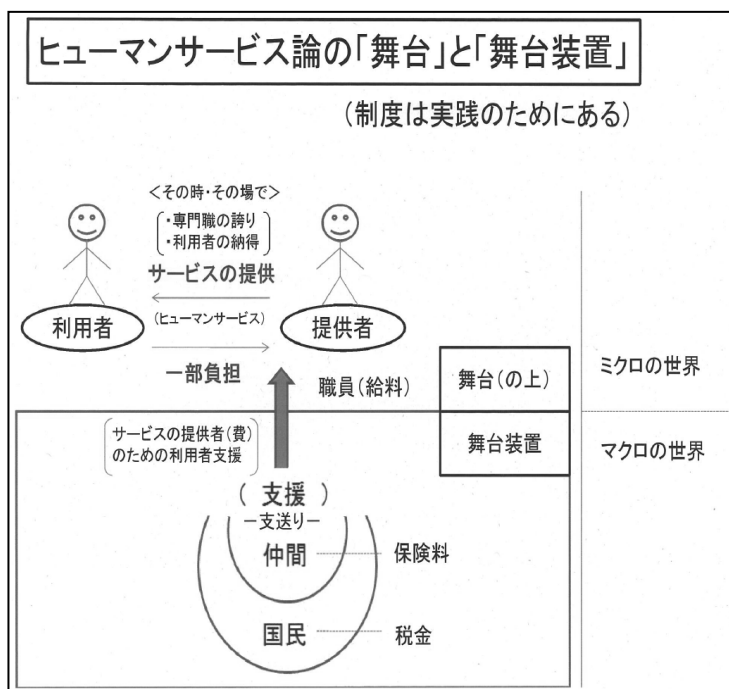 ヒューマンサービス論の「舞台」と「舞台装置」
(制度は実践のためにある)
<その時・その場で>
・専門職の誇り
・利用者の納得
サービスの提供
(ヒューマンサービス)
利用者
提供者
一部負担
職員(給料)
舞台(の上)
ミクロの世界
サービスの提供者(費)
のための利用者支援
舞台装置
マクロの世界
(支援)
－支送り－
仲間
保険料
国民
税金